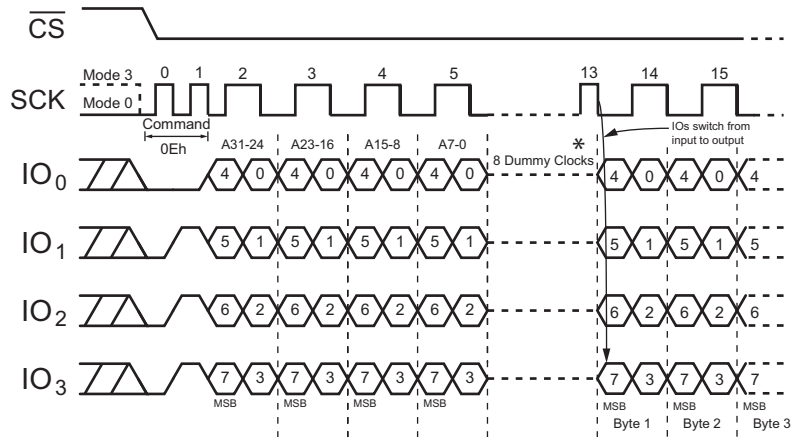 CS
Mode 3 0 1 2 3 4 5 13 14 15
SCK Mode 0
Command
0Eh
A31-24 A23-16 A15-8 A7-0
*
8 Dummy Clocks
IOs switch from
input to output
IO0 4 0 4 0 4 0 4 0 4 0 4 0 4
IO1 5 1 5 1 5 1 5 1 5 1 5 1 5
IO2 6 2 6 2 6 2 6 2 6 2 6 2 6
IO3 7 3 7 3 7 3 7 3 7 3 7 3 7
MSB MSB MSB MSB MSB MSB MSB
Byte 1 Byte 2 Byte 3